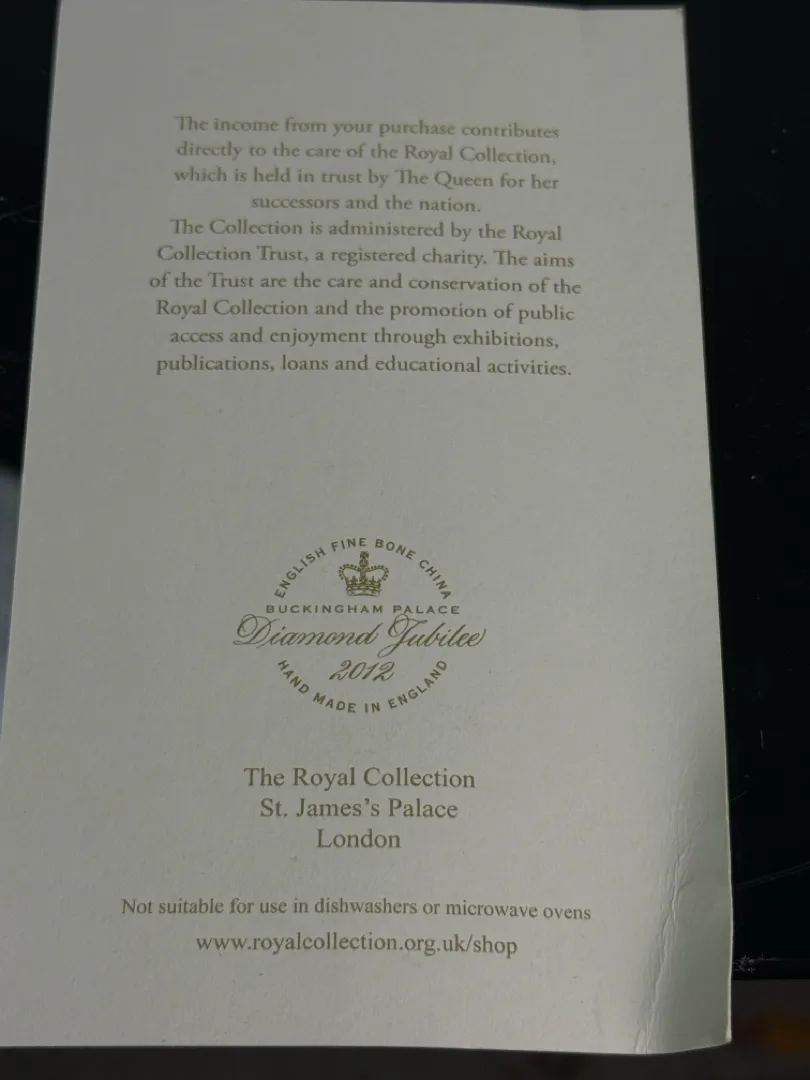 The income from your purchase contributes
directly to the care of the Royal Collection,
which is held in trust by The Queen for her
successors and the nation.
The Collection is administered by the Royal
Collection Trust, a registered charity. The aims
of the Trust are the care and conservation of the
Royal Collection and the promotion of public
access and enjoyment through exhibitions,
publications, loans and educational activities.
ENGLISH FINE BONE CHINA
BUCKINGHAM PALACE
Diamond Jubilee
2012
HAND MADE IN ENGLAND
The Royal Collection
St. James's Palace
London
Not suitable for use in dishwashers or microwave ovens
www.royalcollection.org.uk/shop